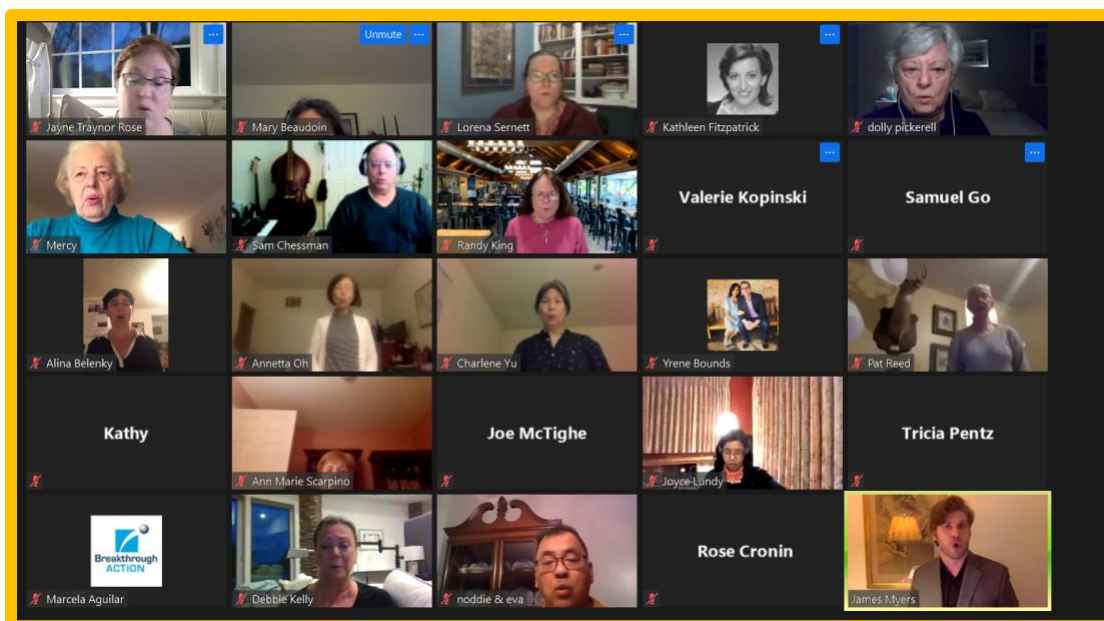 Jayne Traynor Rose
Unmute
Mary Beaudoin
Lorena Sernett
Kathleen Fitzpatrick
dolly pickerell
Mercy
Sam Chessman
Randy King
Valerie Kopinski
Samuel Go
Alina Belenky
Annetta Oh
Charlene Yu
Yrene Bounds
Pat Reed
Kathy
Ann Marie Scarpino
Joe McTighe
Joyce Lundy
Tricia Pentz
Breakthrough
ACTION
Marcela Aguilar
Debbie Kelly
noddie & eva
Rose Cronin
James Myers